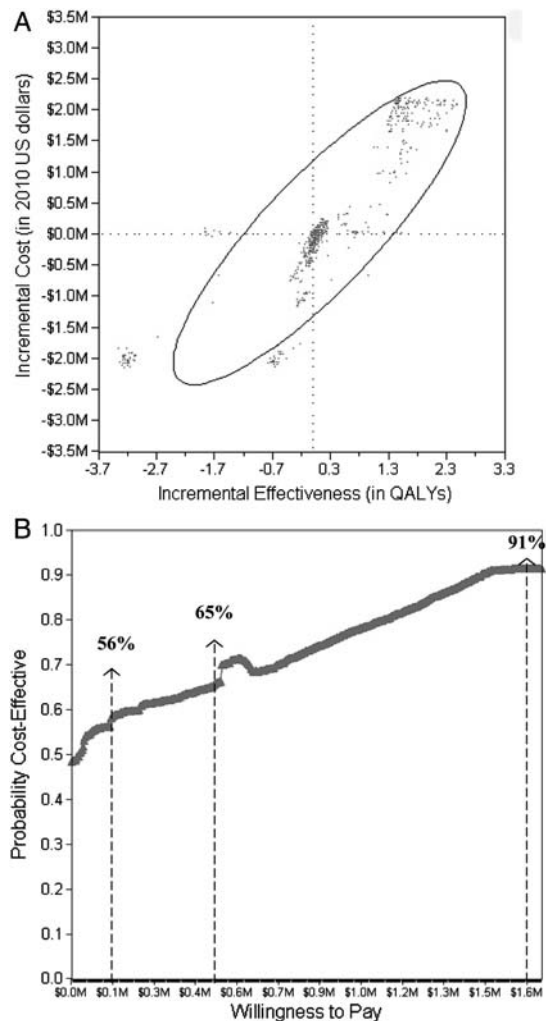 A
$3.5M
$3.0M
$2.5M
$2.0M
$1.5M
$1.0M
$0.5M
$0.0M
-$0.5M
-$1.0M
-$1.5M
-$2.0M
-$2.5M
-$3.0M
-$3.5M
Incremental Cost (in 2010 US dollars)
-3.7 -2.7 -1.7 -0.7 0.3 1.3 2.3 3.3
Incremental Effectiveness (in QALYs)
B
1.0
0.9
0.8
0.7
0.6
0.5
0.4
0.3
0.2
0.1
0.0
Probability Cost-Effective
56%
65%
91%
$0.0M $0.1M $0.3M $0.4M $0.6M $0.7M $0.9M $1.0M $1.2M $1.3M $1.5M $1.6M
Willingness to Pay